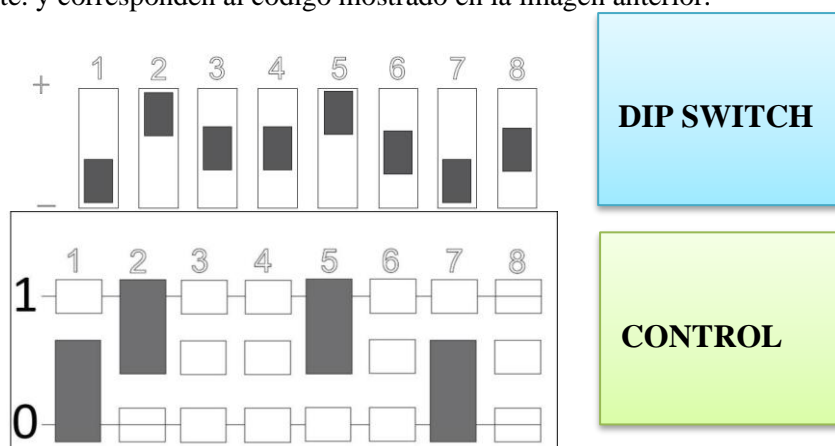 te. y corresponden al código mostrado en la imagen anterior.
1 2 3 4 5 6 7 8
+
DIP SWITCH
–
1 2 3 4 5 6 7 8
1
CONTROL
0